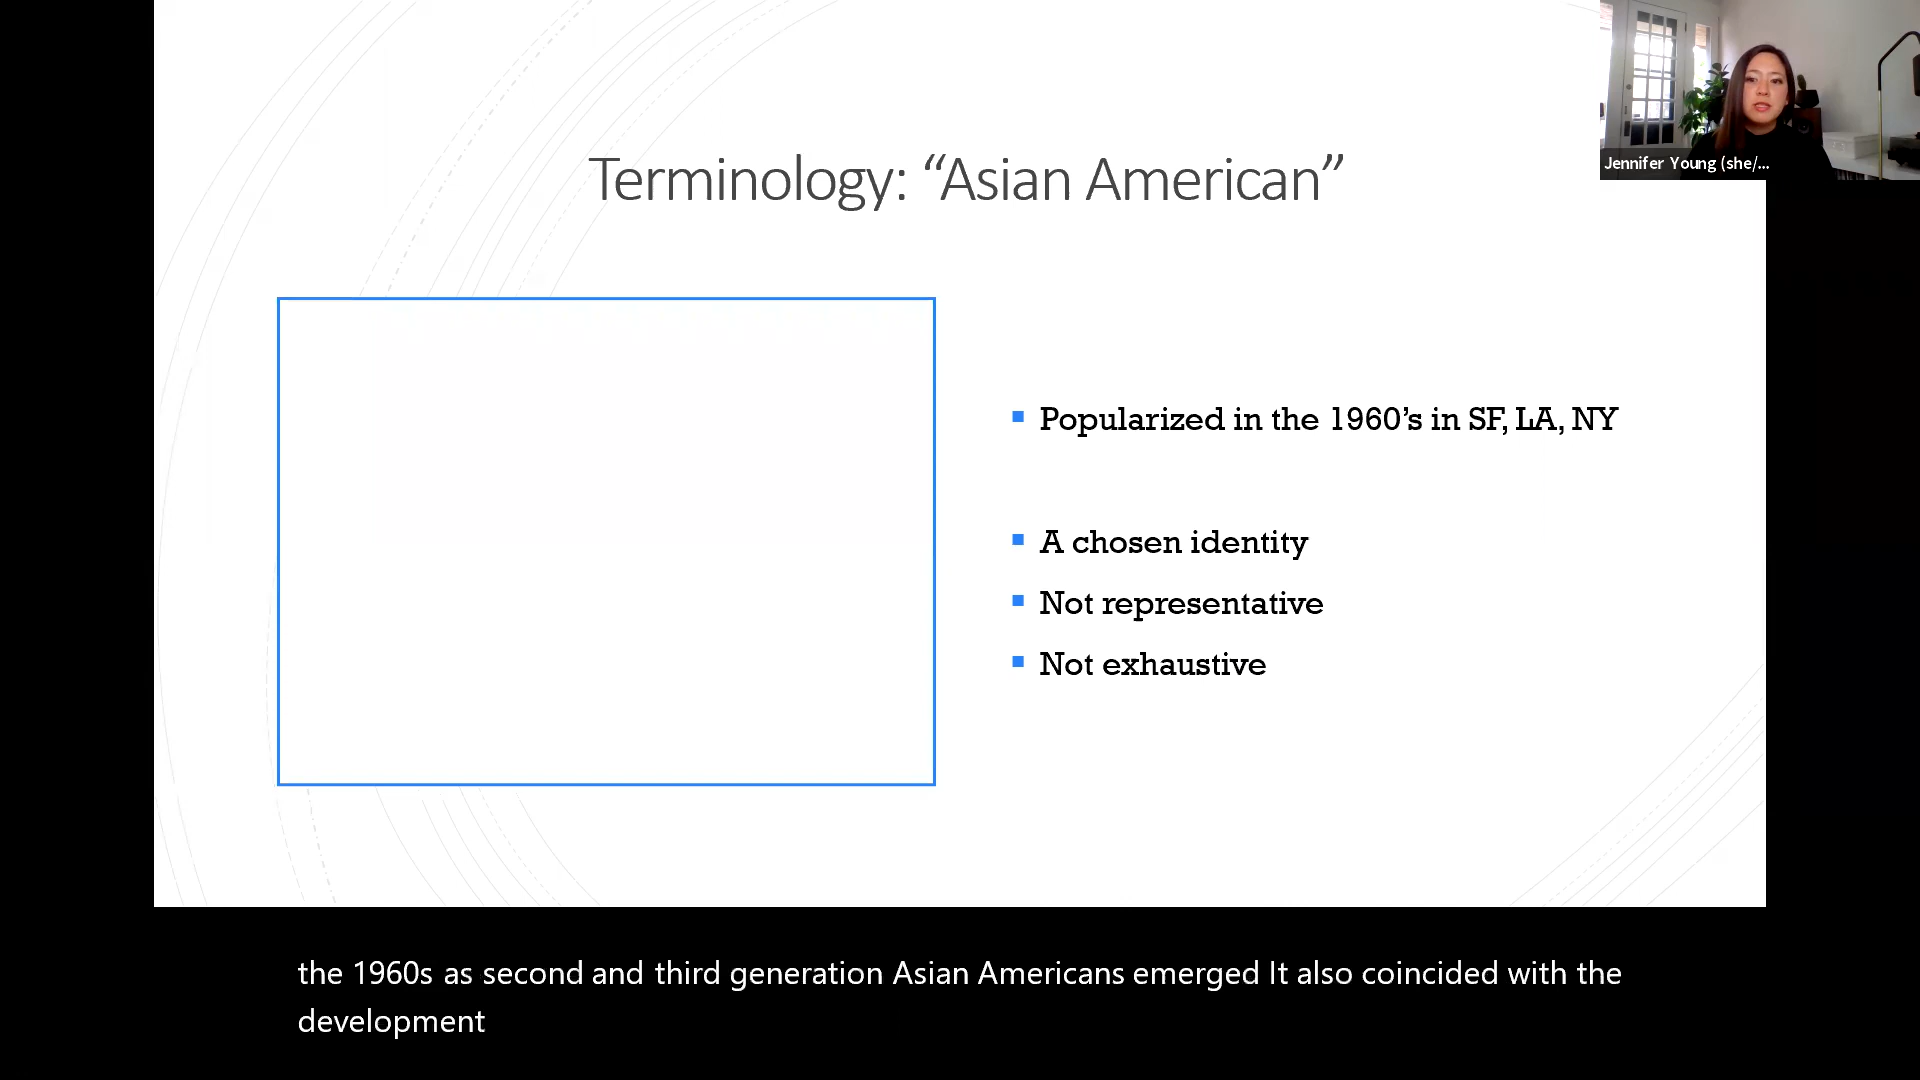 Jennifer Young (she/...
Terminology: “Asian American”
Popularized in the 1960’s in SF, LA, NY
A chosen identity
Not representative
Not exhaustive
the 1960s as second and third generation Asian Americans emerged It also coincided with the
development